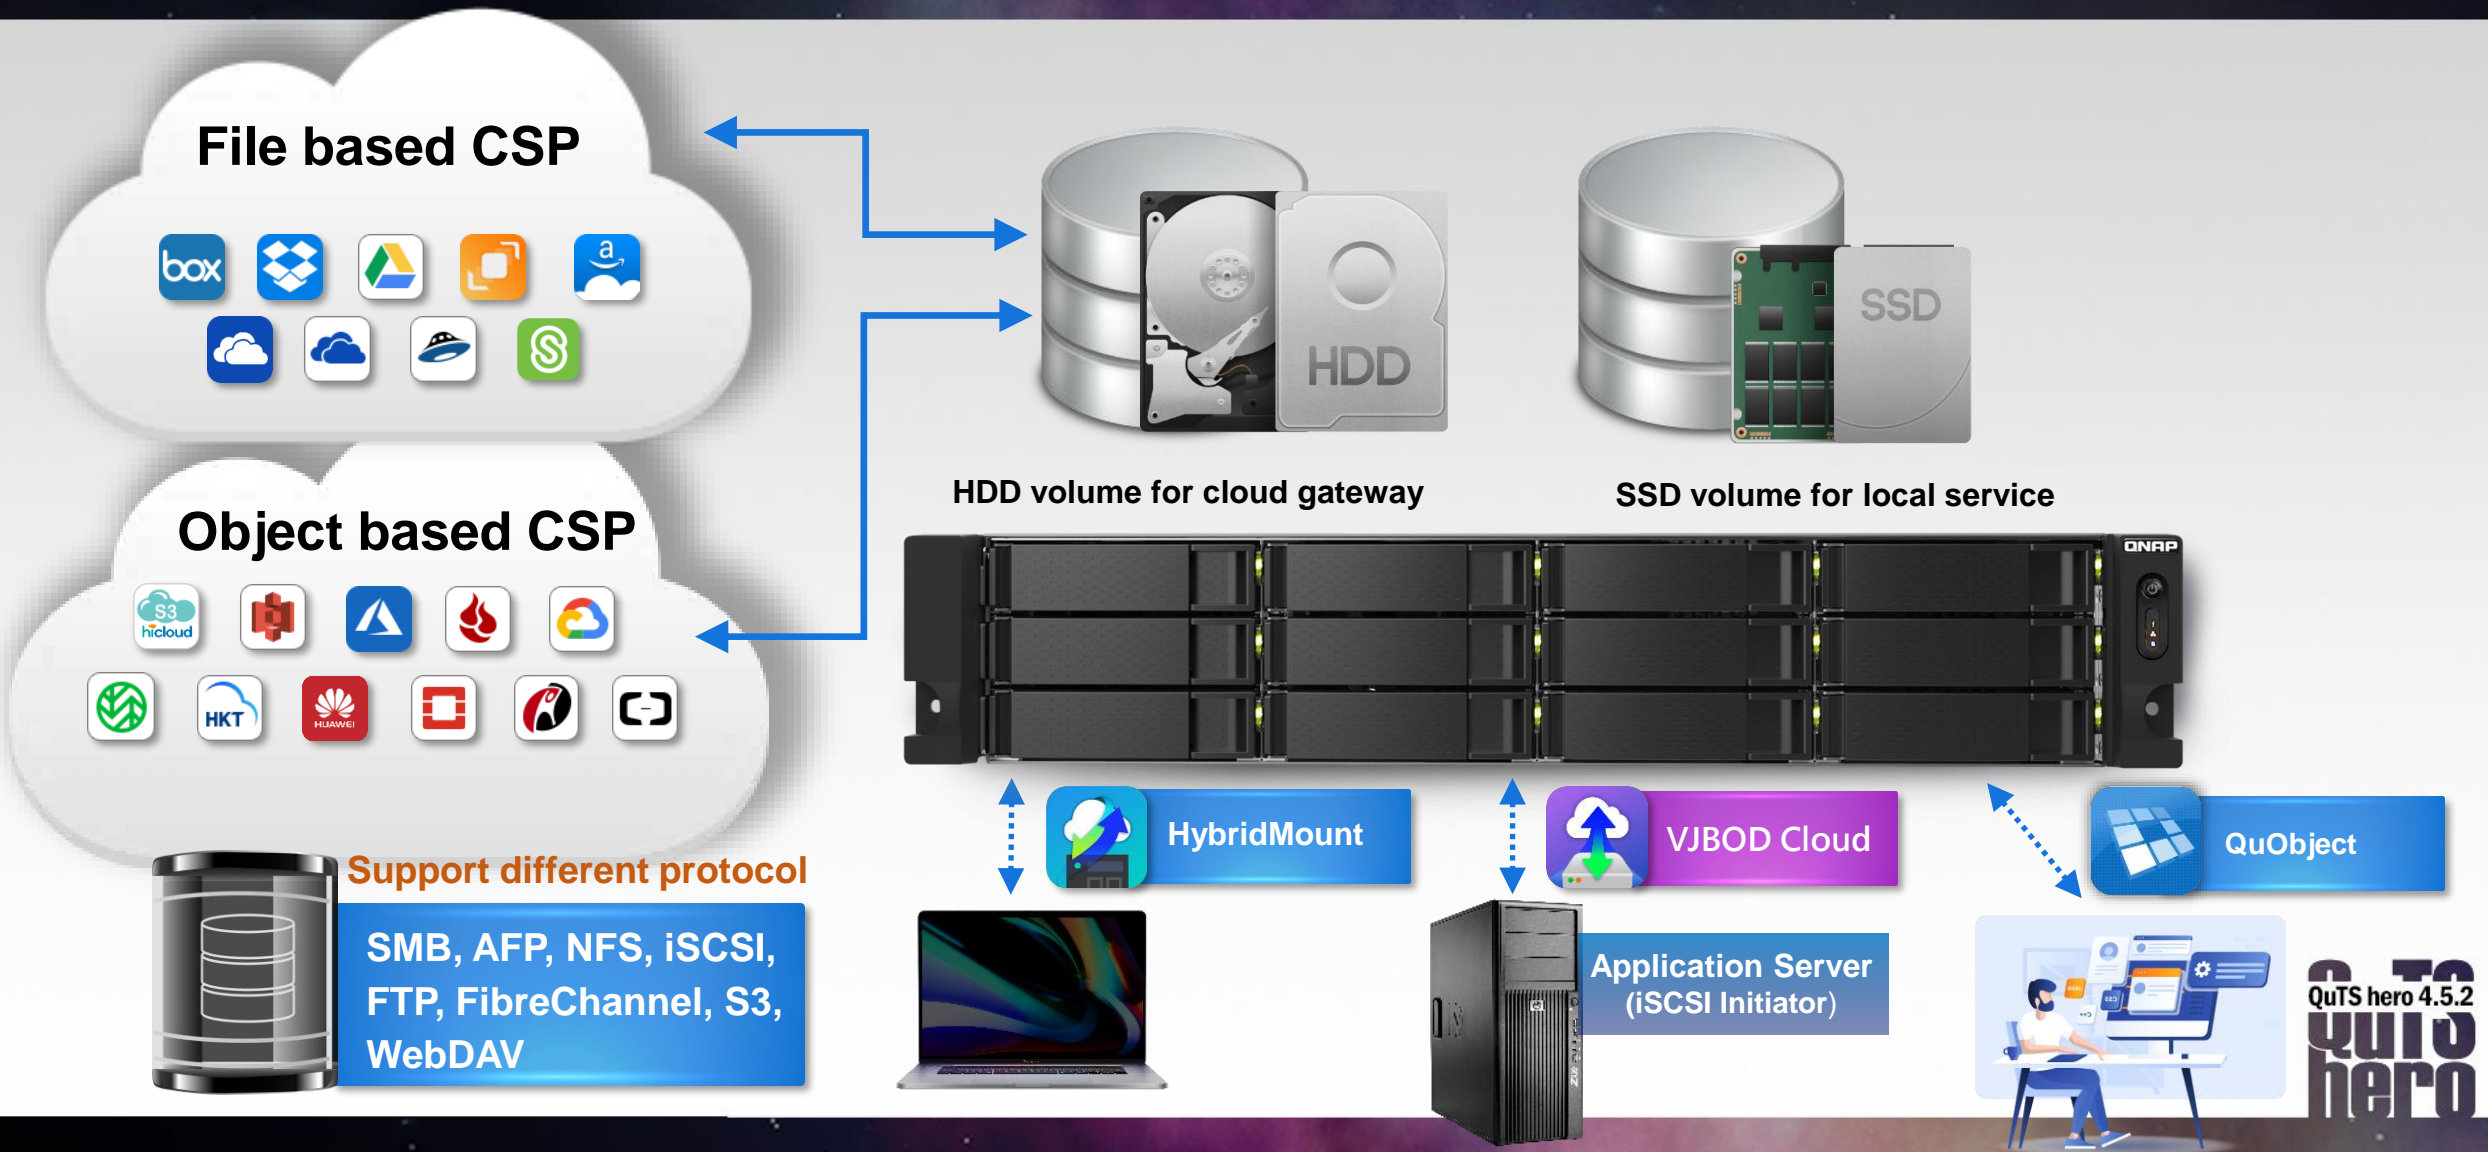 File based CSP
box
a
Object based CSP
S3
hicloud
HKT
HUAWEI
HDD
HDD volume for cloud gateway
SSD
SSD volume for local service
QNAP
HybridMount
VJBOD Cloud
QuObject
Support different protocol
SMB, AFP, NFS, iSCSI,
FTP, FibreChannel, S3,
WebDAV
Application Server
(iSCSI Initiator)
QuTS hero 4.5.2
QuTS
hero